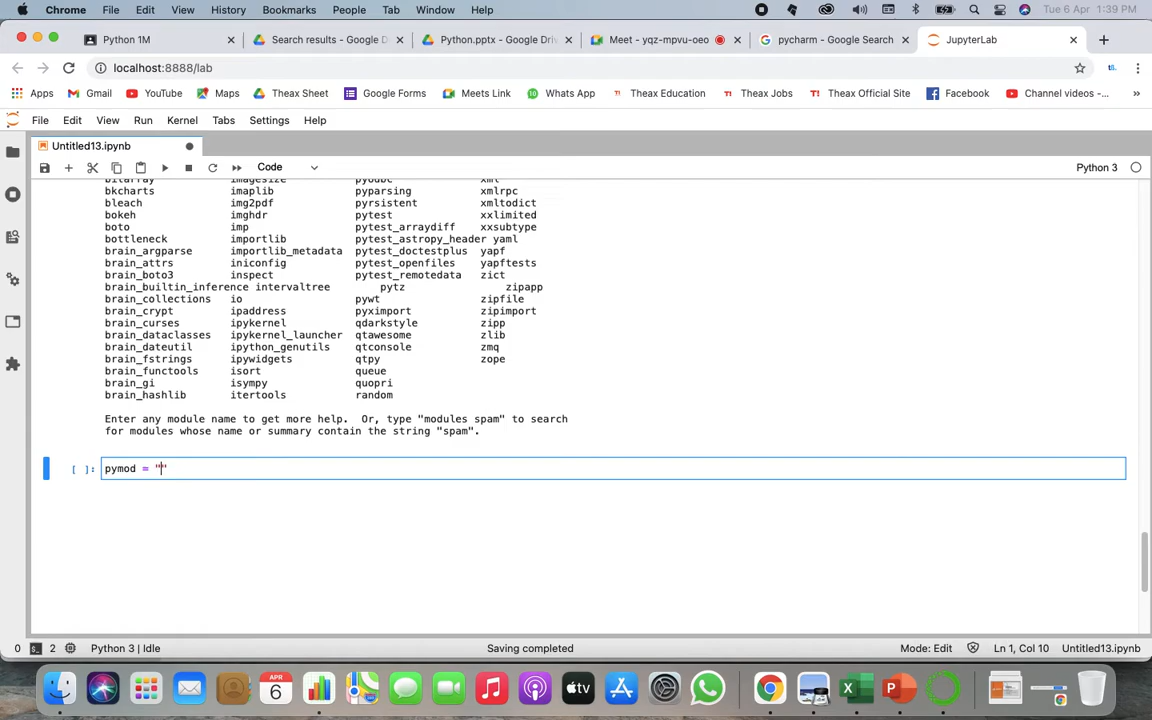 Chrome File Edit View History Bookmarks People Tab Window Help Tue 6 Apr 1:39 PM
Python 1M Search results - Google D Python.pptx - Google Driv Meet - yqz-mpvu-oeo pycharm - Google Search JupyterLab
localhost:8888/lab
Apps Gmail YouTube Maps Theax Sheet Google Forms Meets Link Whats App Theax Education Theax Jobs Theax Official Site Facebook Channel videos -... »
File Edit View Run Kernel Tabs Settings Help
Untitled13.ipynb
Code Python 3
bitarray imagesize pyodbc xml
bkcharts imaplib pyparsing xmlrpc
bleach img2pdf pyrsistent xmltodict
bokeh imghdr pytest xxlimited
boto imp pytest_arraydiff xxsubtype
bottleneck importlib pytest_astropy_header yaml
brain_argparse importlib_metadata pytest_doctestplus yapf
brain_attrs iniconfig pytest_openfiles yapftests
brain_boto3 inspect pytest_remotedata zict
brain_builtin_inference intervaltree pytz zipapp
brain_collections io pywt zipfile
brain_crypt ipaddress pyximport zipimport
brain_curses ipykernel qdarkstyle zipp
brain_dataclasses ipykernel_launcher qtawesome zlib
brain_dateutil ipython_genutils qtconsole zmq
brain_fstrings ipywidgets qtpy zope
brain_functools isort queue
brain_gi isympy quopri
brain_hashlib itertools random
Enter any module name to get more help.  Or, type "modules spam" to search
for modules whose name or summary contain the string "spam".
[ ]: pymod = ""
0 2 Python 3 | Idle Saving completed Mode: Edit Ln 1, Col 10 Untitled13.ipynb
APR
6
tv